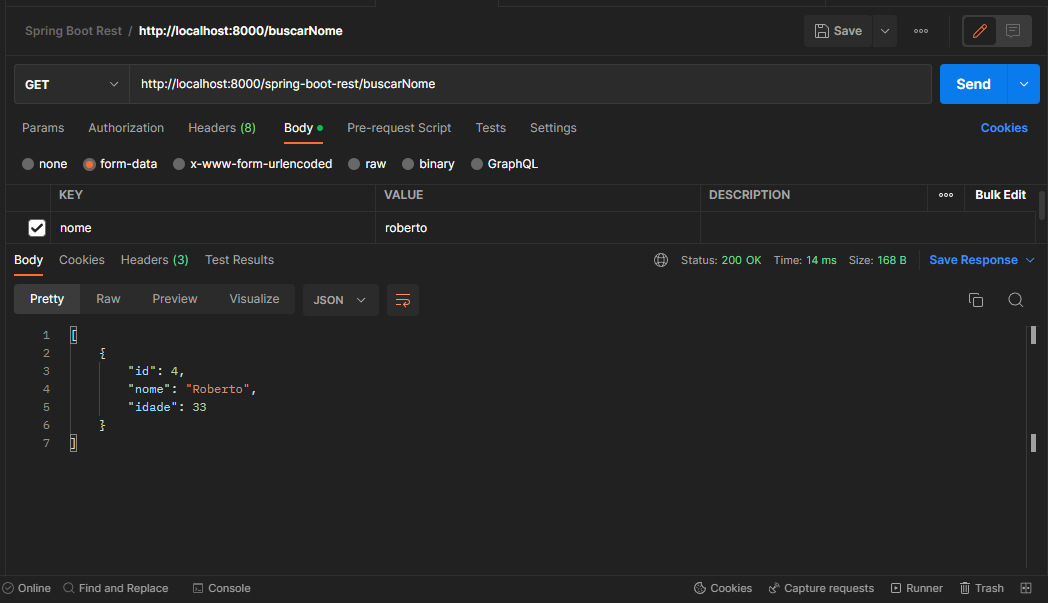 Spring Boot Rest / http://localhost:8000/buscarNome Save
GET http://localhost:8000/spring-boot-rest/buscarNome Send
Params Authorization Headers (8) Body Pre-request Script Tests Settings Cookies
none form-data x-www-form-urlencoded raw binary GraphQL
KEY VALUE DESCRIPTION Bulk Edit
nome roberto
Body Cookies Headers (3) Test Results Status: 200 OK Time: 14 ms Size: 168 B Save Response
Pretty Raw Preview Visualize JSON
1 [
2 {
3 "id": 4,
4 "nome": "Roberto",
5 "idade": 33
6 }
7 ]
Online Find and Replace Console Cookies Capture requests Runner Trash